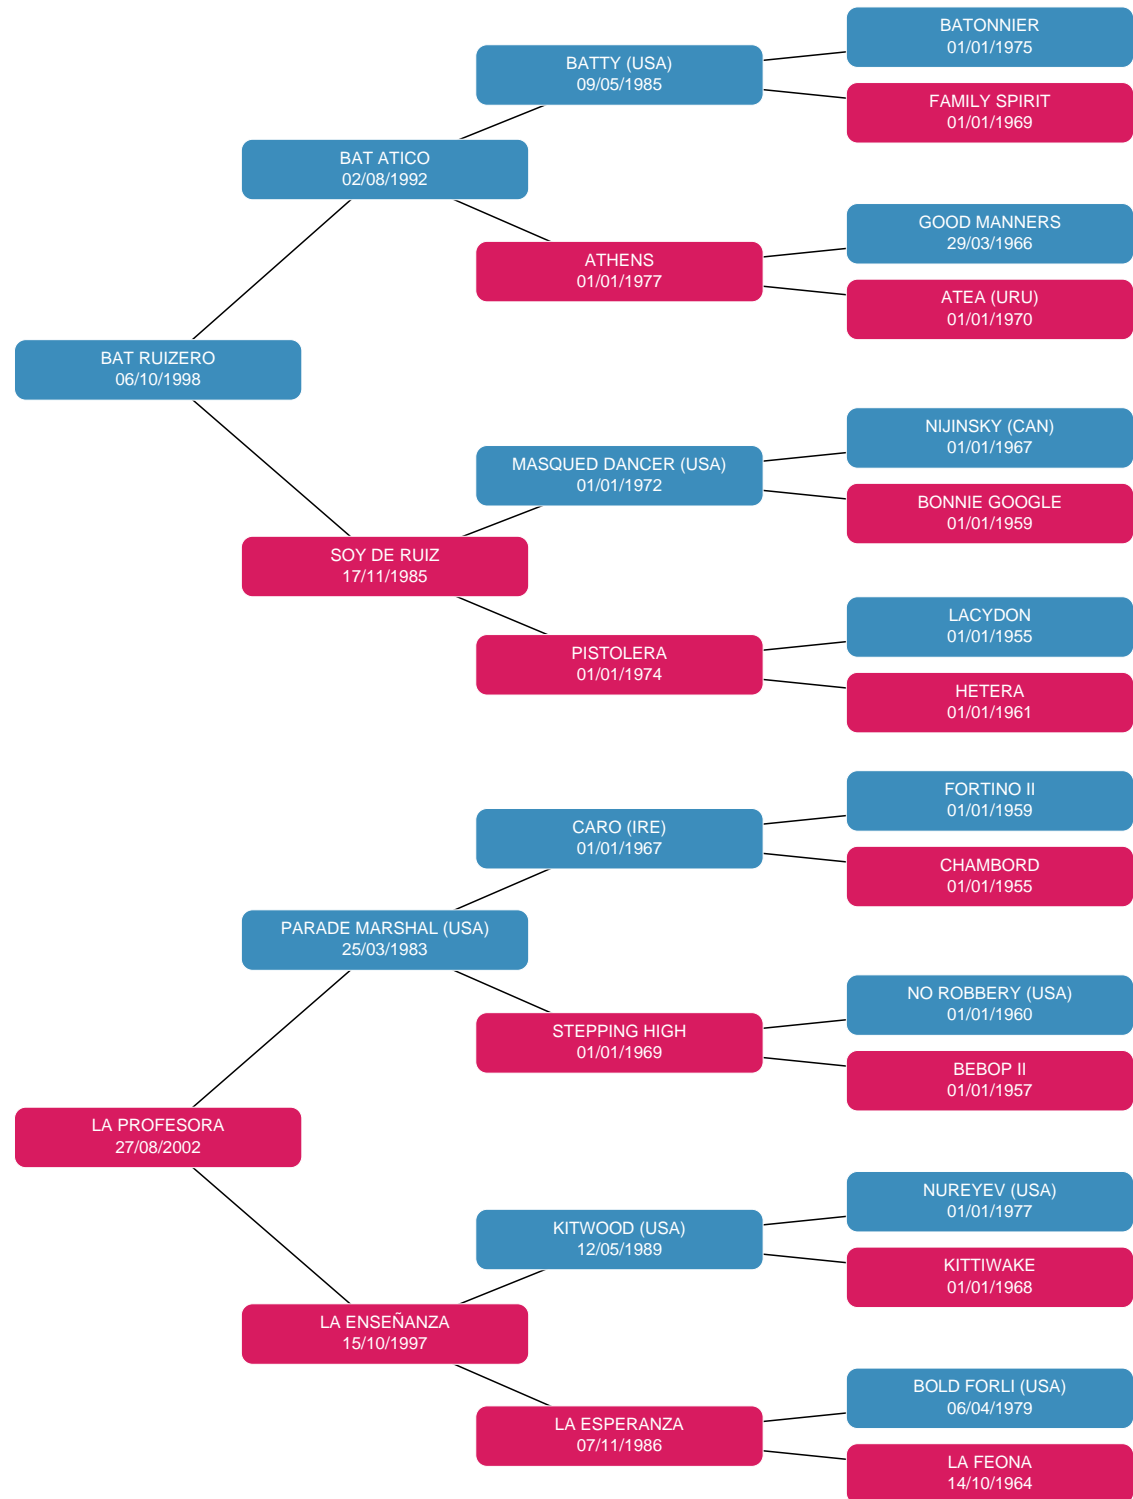 BATONNIER
01/01/1975
BATTY (USA)
09/05/1985
FAMILY SPIRIT
01/01/1969
BAT ATICO
02/08/1992
GOOD MANNERS
29/03/1966
ATHENS
01/01/1977
ATEA (URU)
01/01/1970
BAT RUIZERO
06/10/1998
NIJINSKY (CAN)
01/01/1967
MASQUED DANCER (USA)
01/01/1972
BONNIE GOOGLE
01/01/1959
SOY DE RUIZ
17/11/1985
LACYDON
01/01/1955
PISTOLERA
01/01/1974
HETERA
01/01/1961
FORTINO II
01/01/1959
CARO (IRE)
01/01/1967
CHAMBORD
01/01/1955
PARADE MARSHAL (USA)
25/03/1983
NO ROBBERY (USA)
01/01/1960
STEPPING HIGH
01/01/1969
BEBOP II
01/01/1957
LA PROFESORA
27/08/2002
NUREYEV (USA)
01/01/1977
KITWOOD (USA)
12/05/1989
KITTIWAKE
01/01/1968
LA ENSEÑANZA
15/10/1997
BOLD FORLI (USA)
06/04/1979
LA ESPERANZA
07/11/1986
LA FEONA
14/10/1964